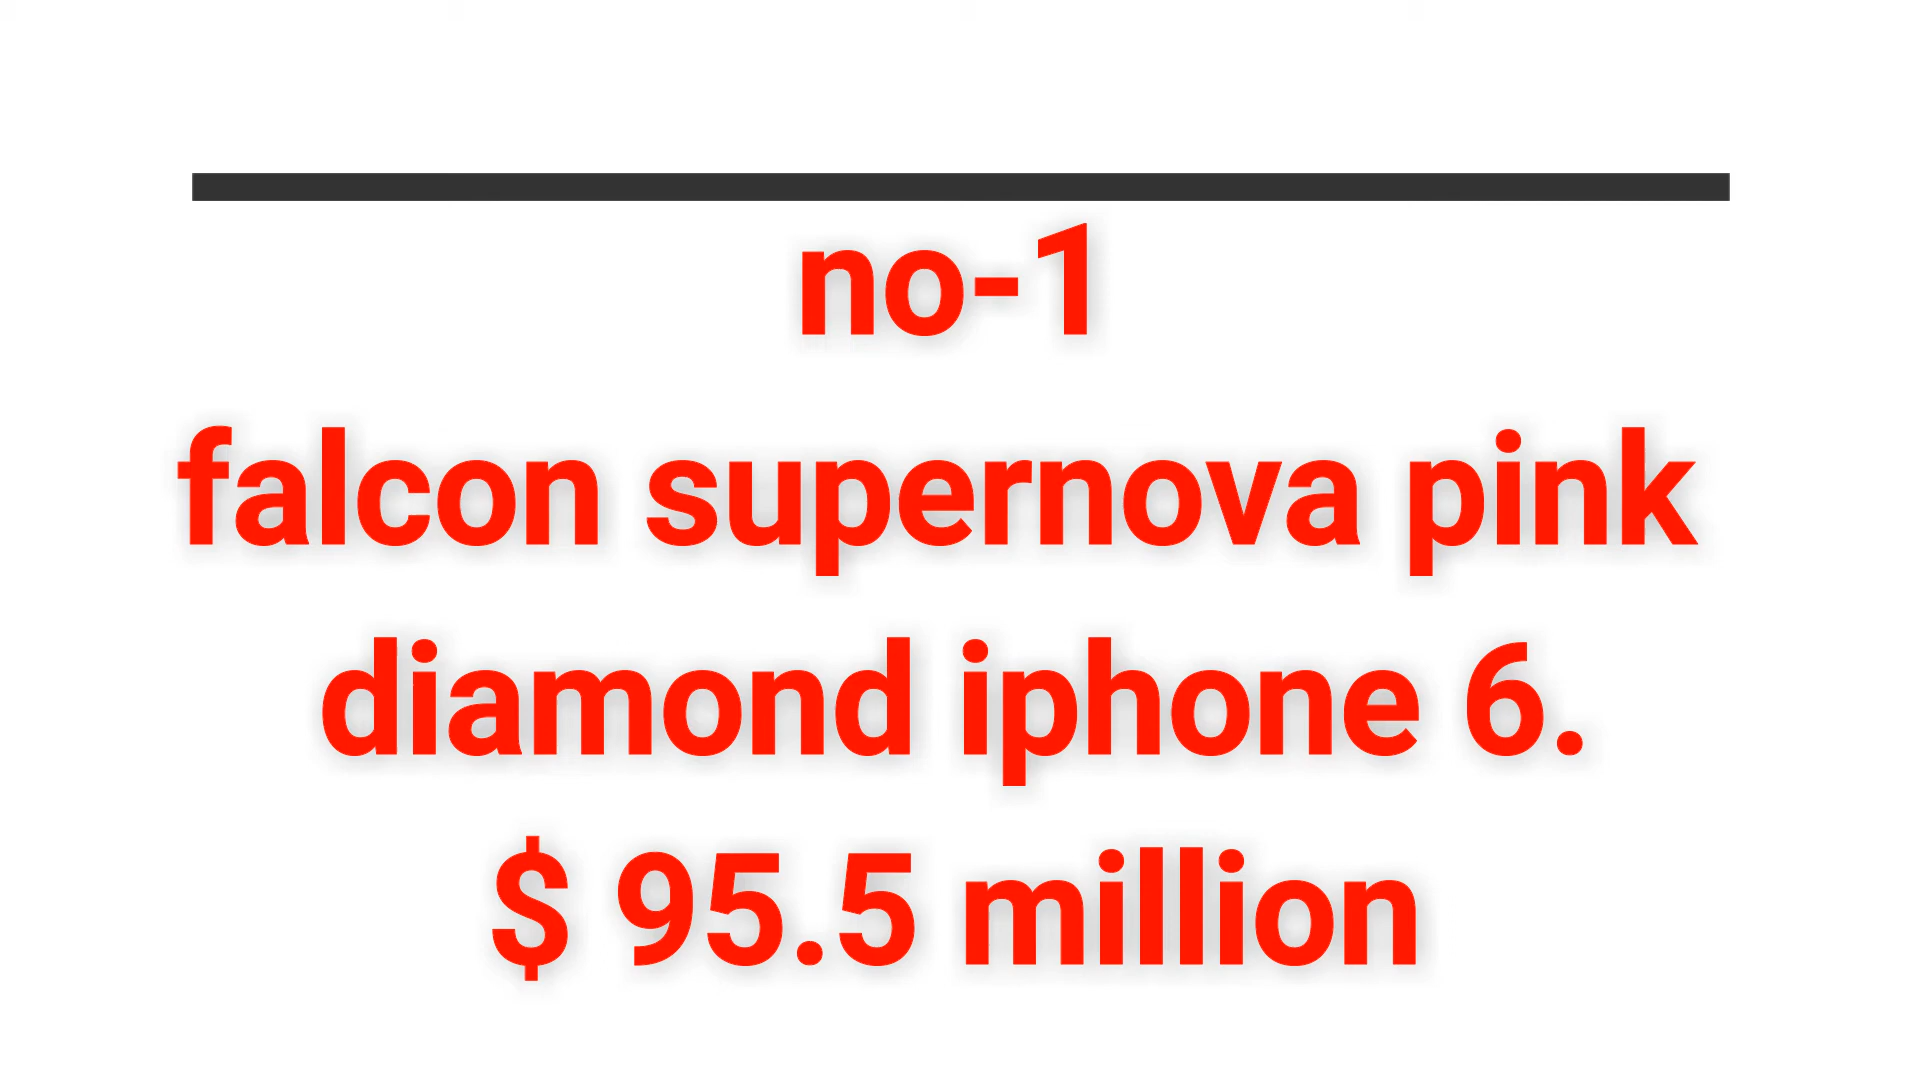 no-1
falcon supernova pink
diamond iphone 6.
$ 95.5 million